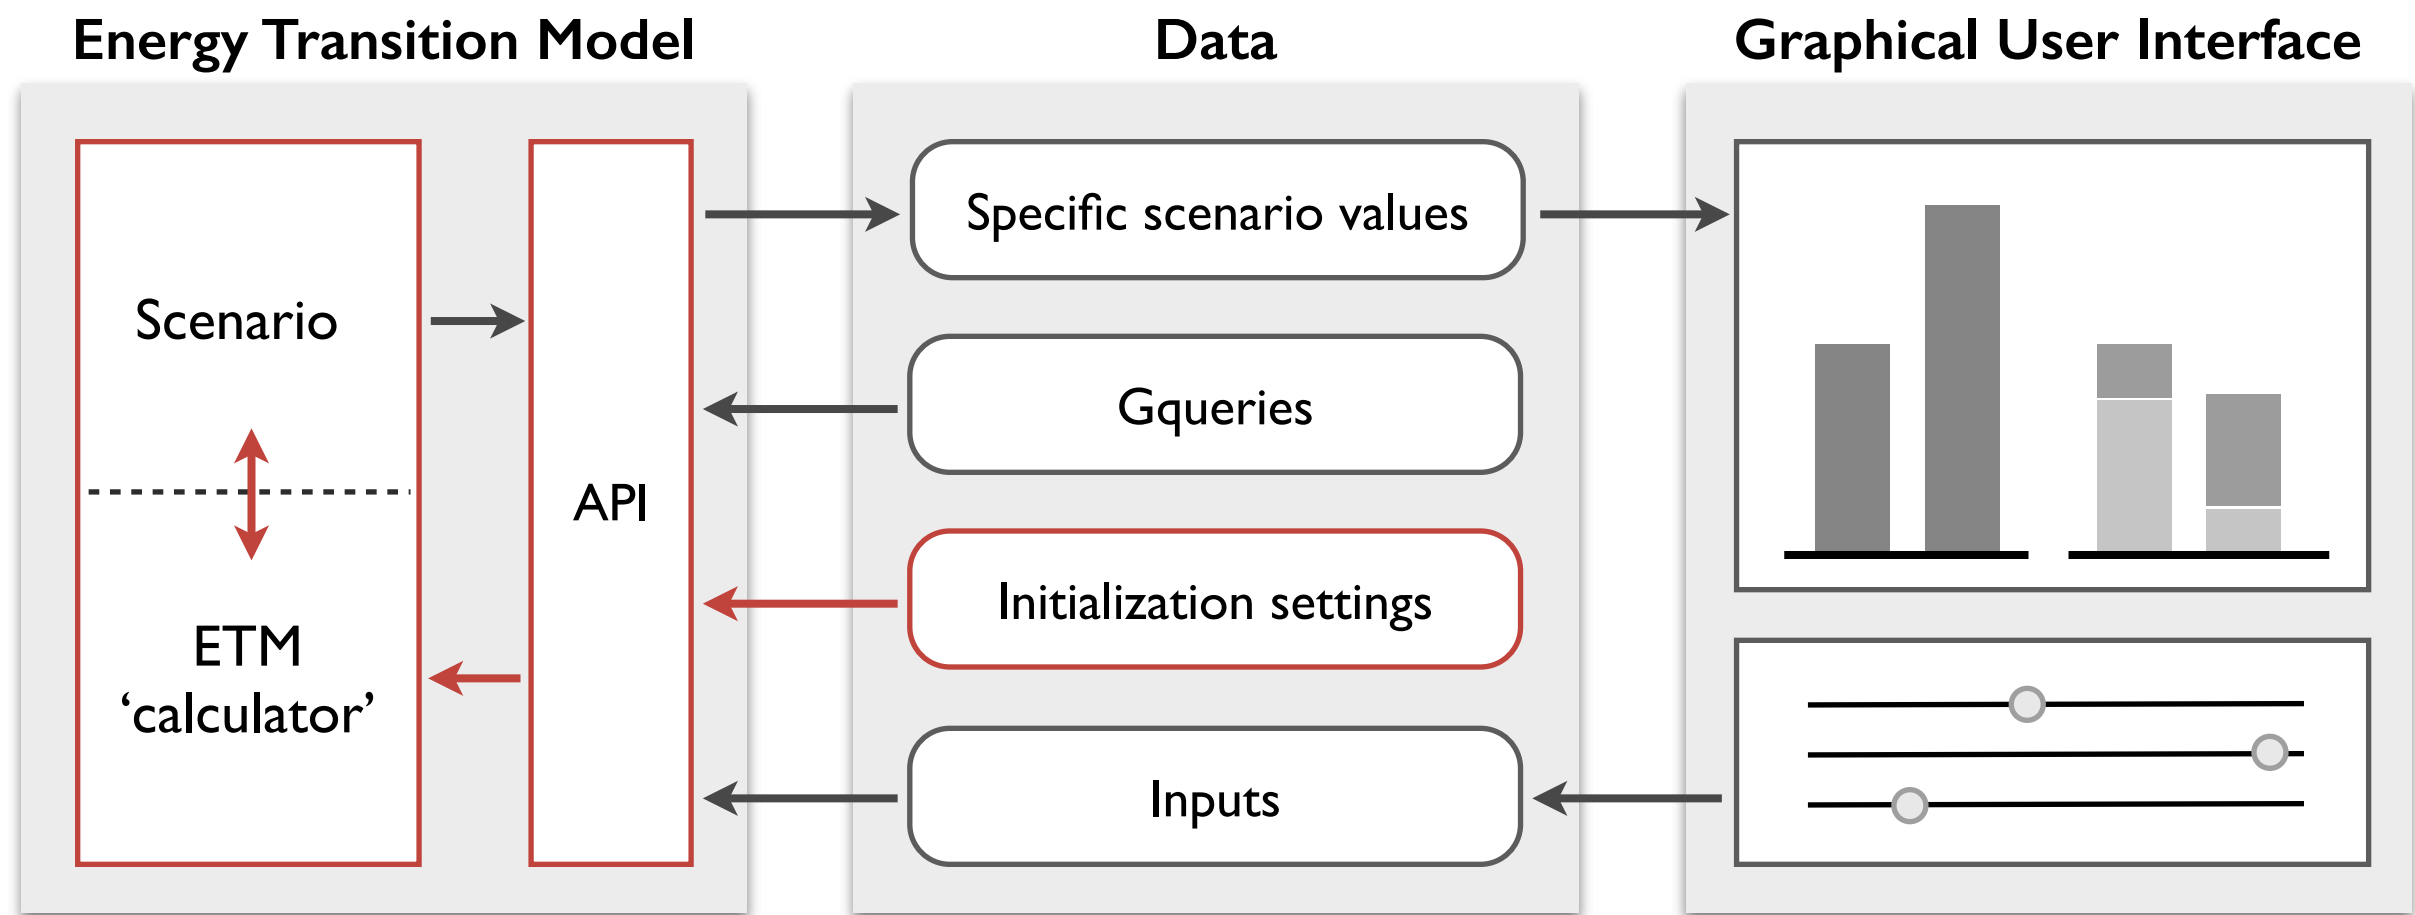 Energy Transition Model
Data
Graphical User Interface
Scenario
ETM
‘calculator’
API
Specific scenario values
Gqueries
Initialization settings
Inputs